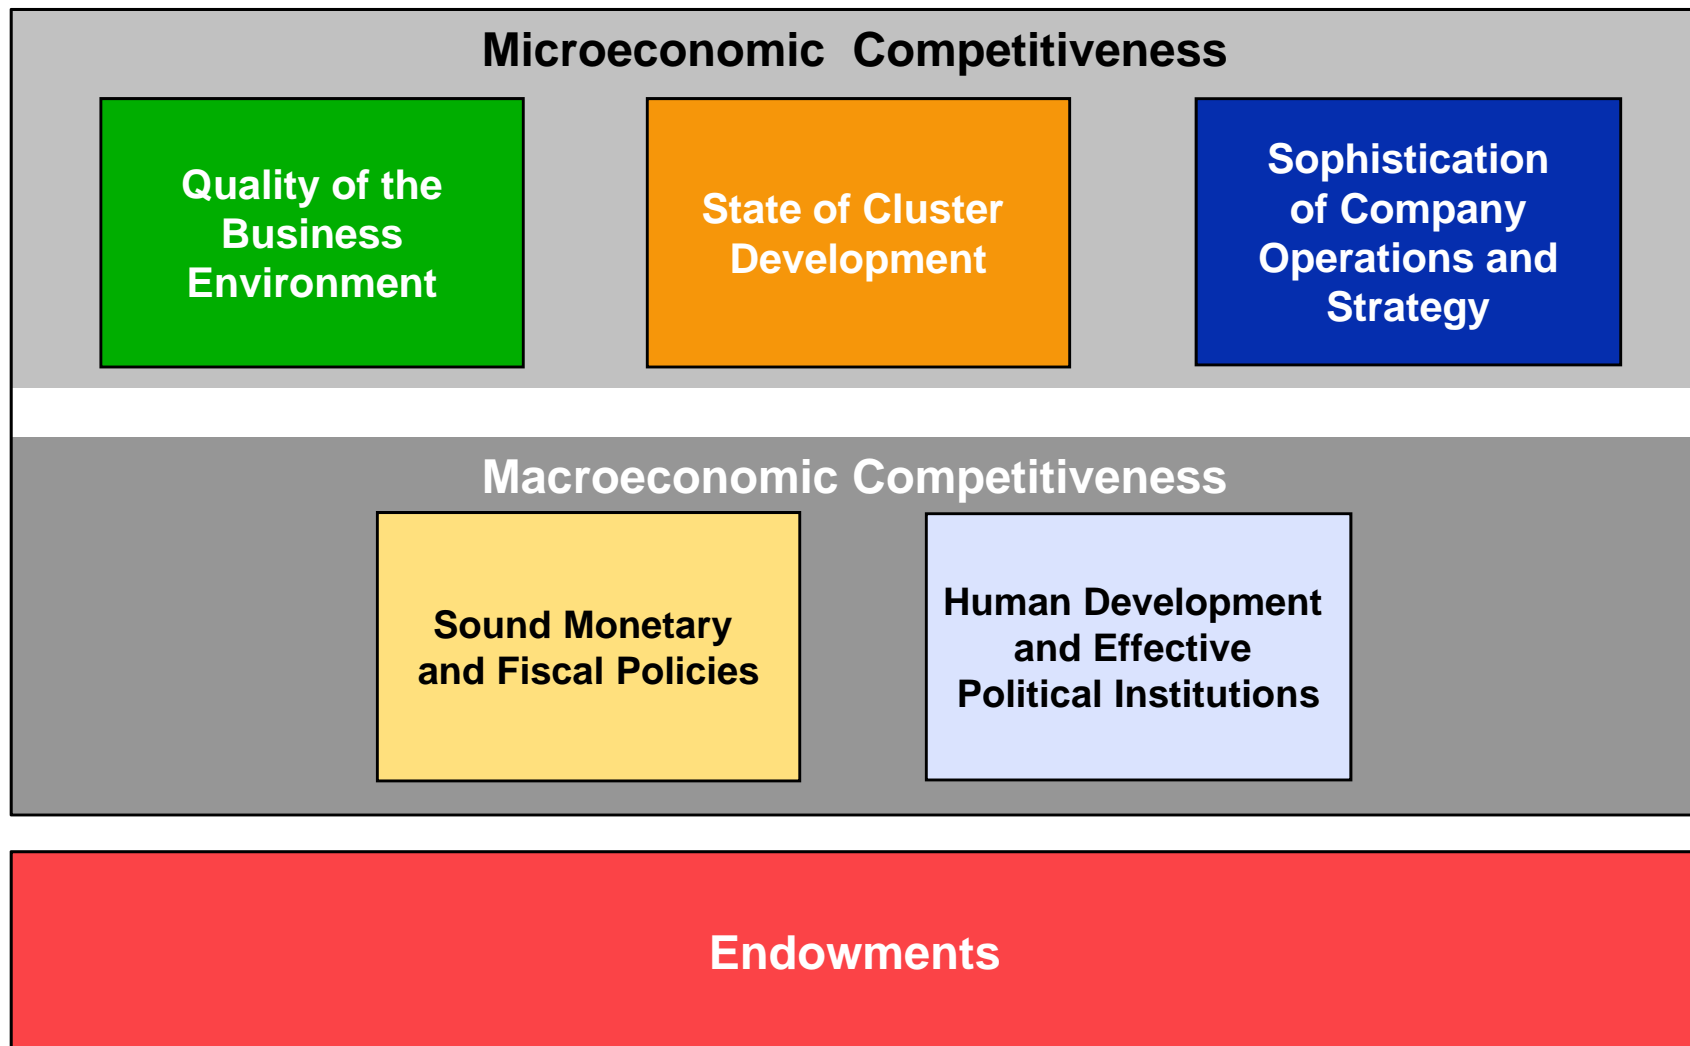 Microeconomic  Competitiveness
Quality of the
Business
Environment
State of Cluster
Development
Sophistication
of Company
Operations and
Strategy
Macroeconomic Competitiveness
Sound Monetary
and Fiscal Policies
Human Development
and Effective
Political Institutions
Endowments